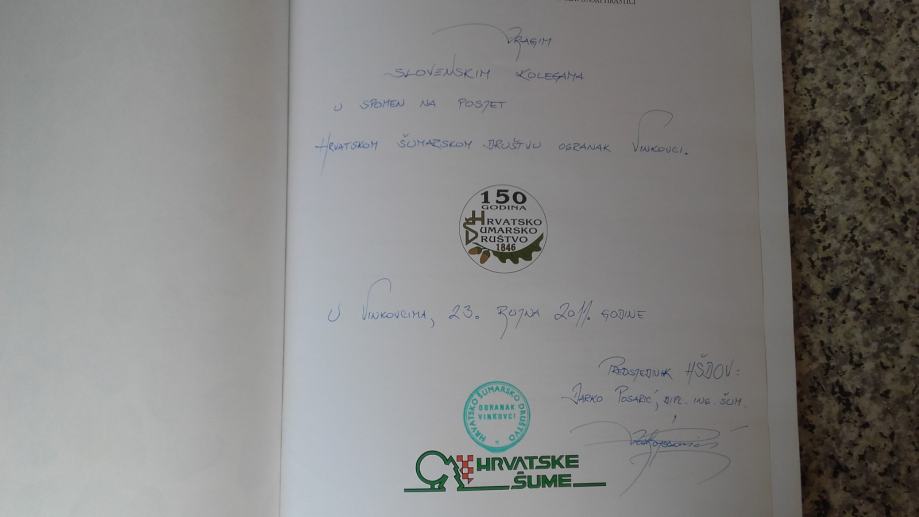 Dragim
SLOVENSKIM KOLEGAMA
U SPOMEN NA POSJET
HRVATSKOM ŠUMARSKOM DRUŠTVU OGRANAK VINKOVCI.
150
GODINA
HRVATSKO
ŠUMARSKO
DRUŠTVO
1846
U VINKOVCIMA, 23. RUJNA 2011. GODINE
PREDSJEDNIK HŠDOV:
DARKO POSARIĆ, DIPL. ING. ŠUM.
HRVATSKO ŠUMARSKO DRUŠTVO
OGRANAK
VINKOVCI
HRVATSKE
ŠUME